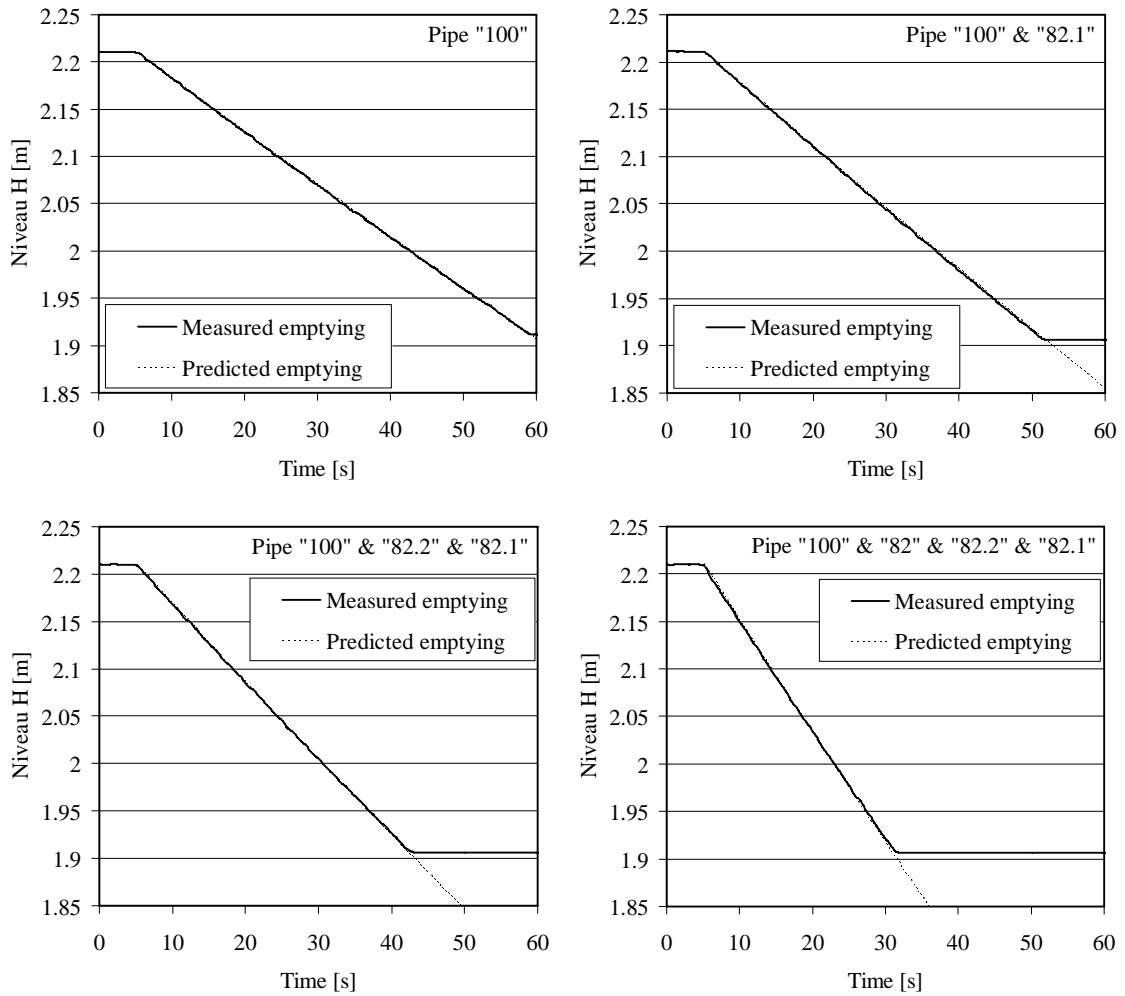 Pipe "100"
Niveau H [m]
2.25
2.2
2.15
2.1
2.05
2
1.95
1.9
1.85
Measured emptying
Predicted emptying
0 10 20 30 40 50 60
Time [s]
Pipe "100" & "82.1"
Niveau H [m]
2.25
2.2
2.15
2.1
2.05
2
1.95
1.9
1.85
Measured emptying
Predicted emptying
0 10 20 30 40 50 60
Time [s]
Pipe "100" & "82.2" & "82.1"
Niveau H [m]
2.25
2.2
2.15
2.1
2.05
2
1.95
1.9
1.85
Measured emptying
Predicted emptying
0 10 20 30 40 50 60
Time [s]
Pipe "100" & "82" & "82.2" & "82.1"
Niveau H [m]
2.25
2.2
2.15
2.1
2.05
2
1.95
1.9
1.85
Measured emptying
Predicted emptying
0 10 20 30 40 50 60
Time [s]